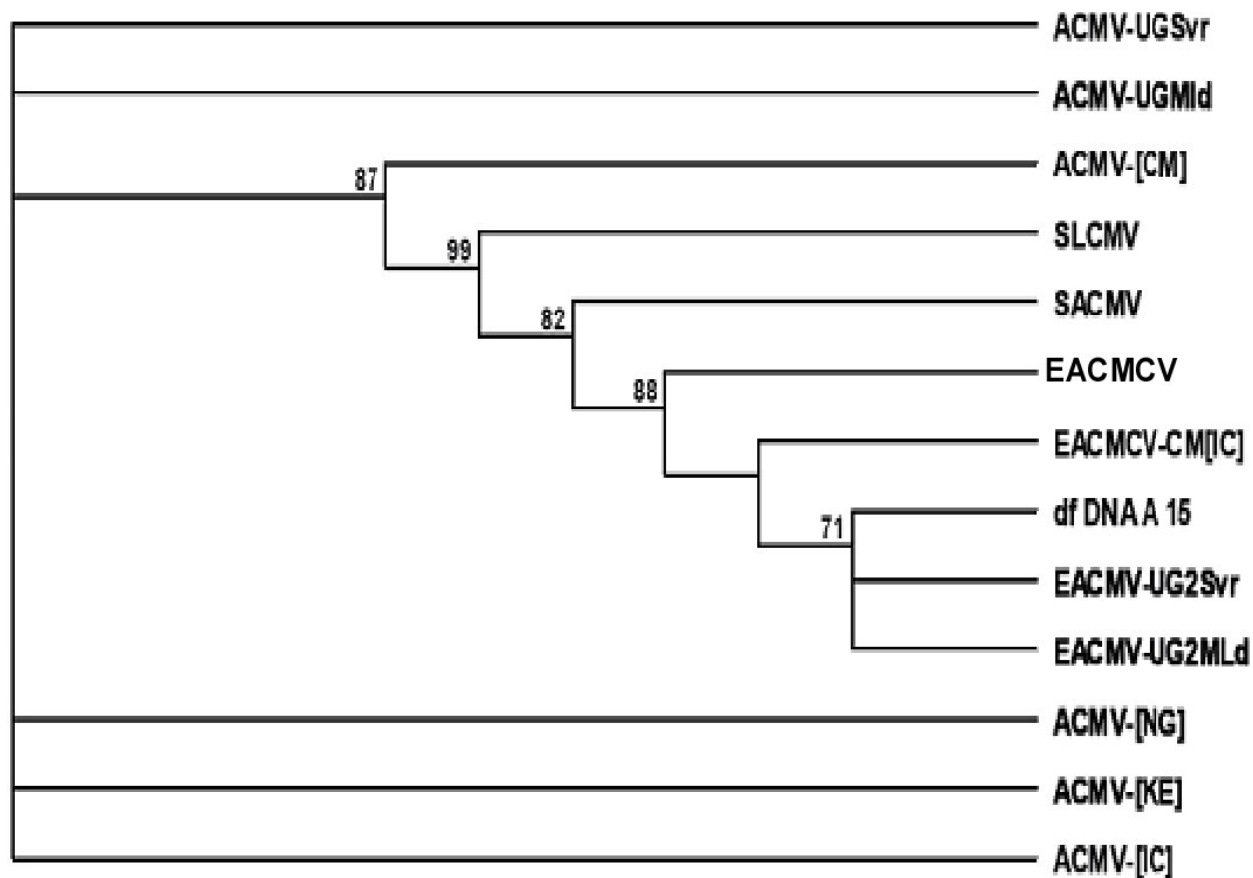 ACMV-UGSvr
ACMV-UGMld
87
ACMV-[CM]
99
SLCMV
82
SACMV
88
EACMCV
EACMCV-CM[IC]
71
df DNA A 15
EACMV-UG2Svr
EACMV-UG2MLd
ACMV-[NG]
ACMV-[KE]
ACMV-[IC]